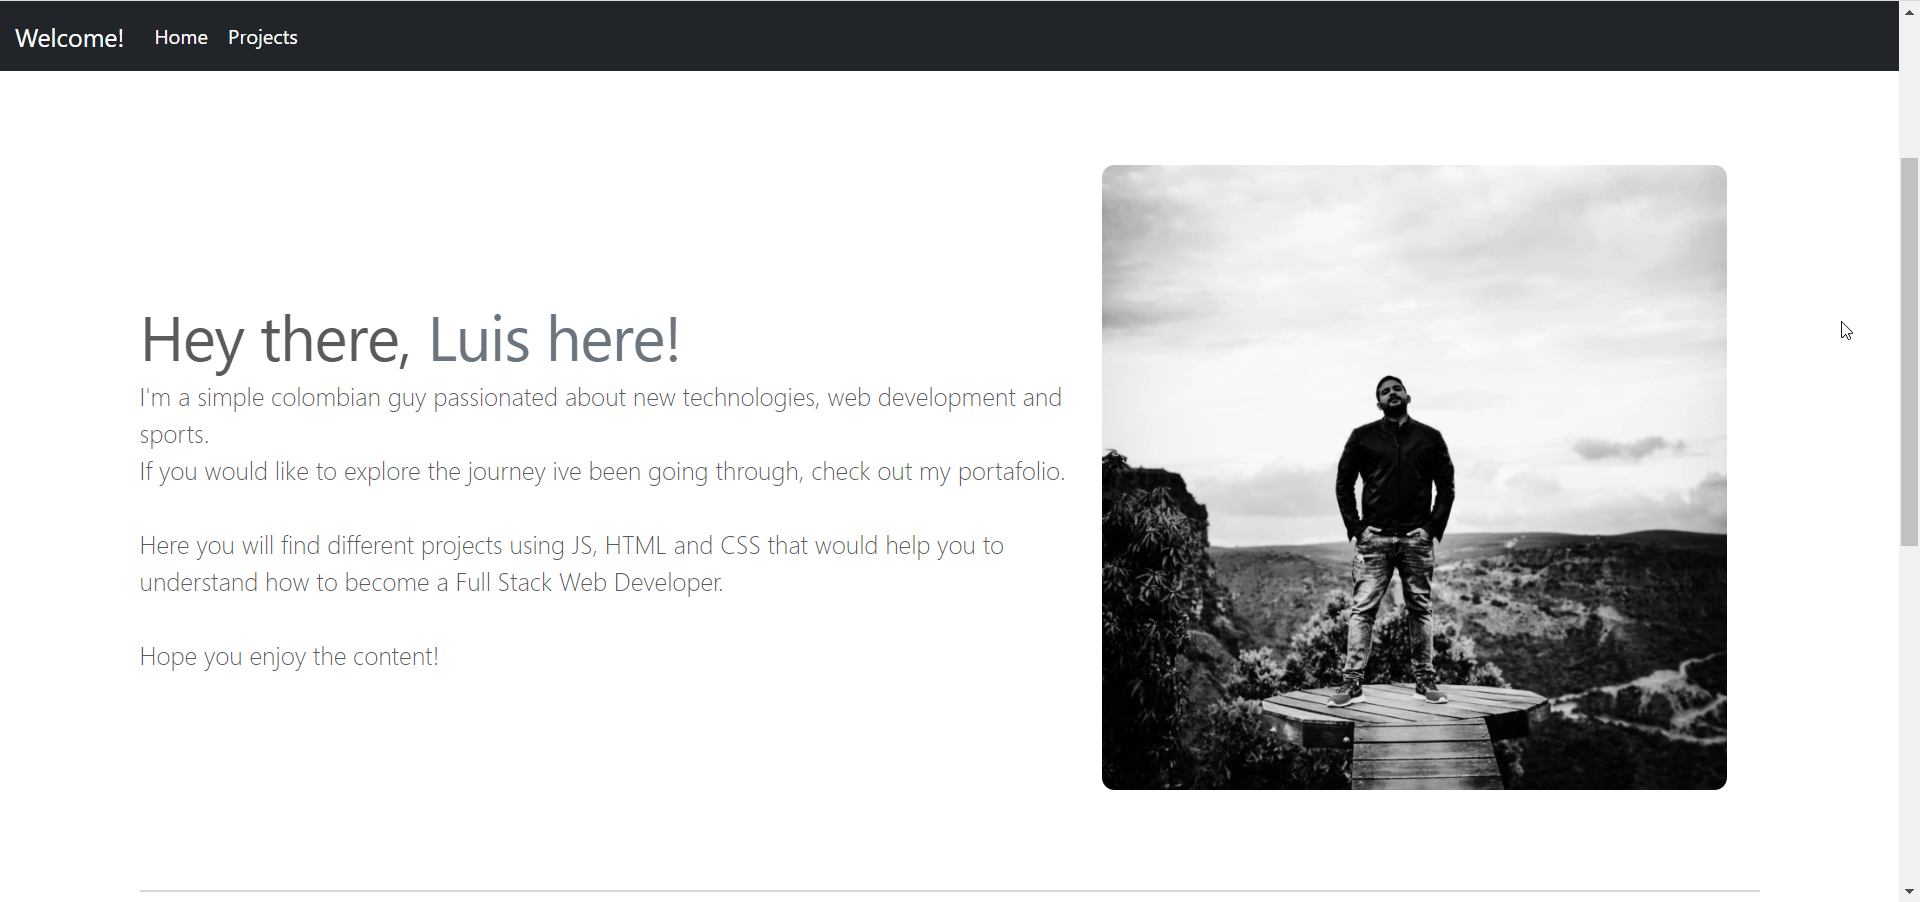 Welcome! Home Projects
Hey there, Luis here!
I'm a simple colombian guy passionated about new technologies, web development and
sports.
If you would like to explore the journey ive been going through, check out my portafolio.
Here you will find different projects using JS, HTML and CSS that would help you to
understand how to become a Full Stack Web Developer.
Hope you enjoy the content!